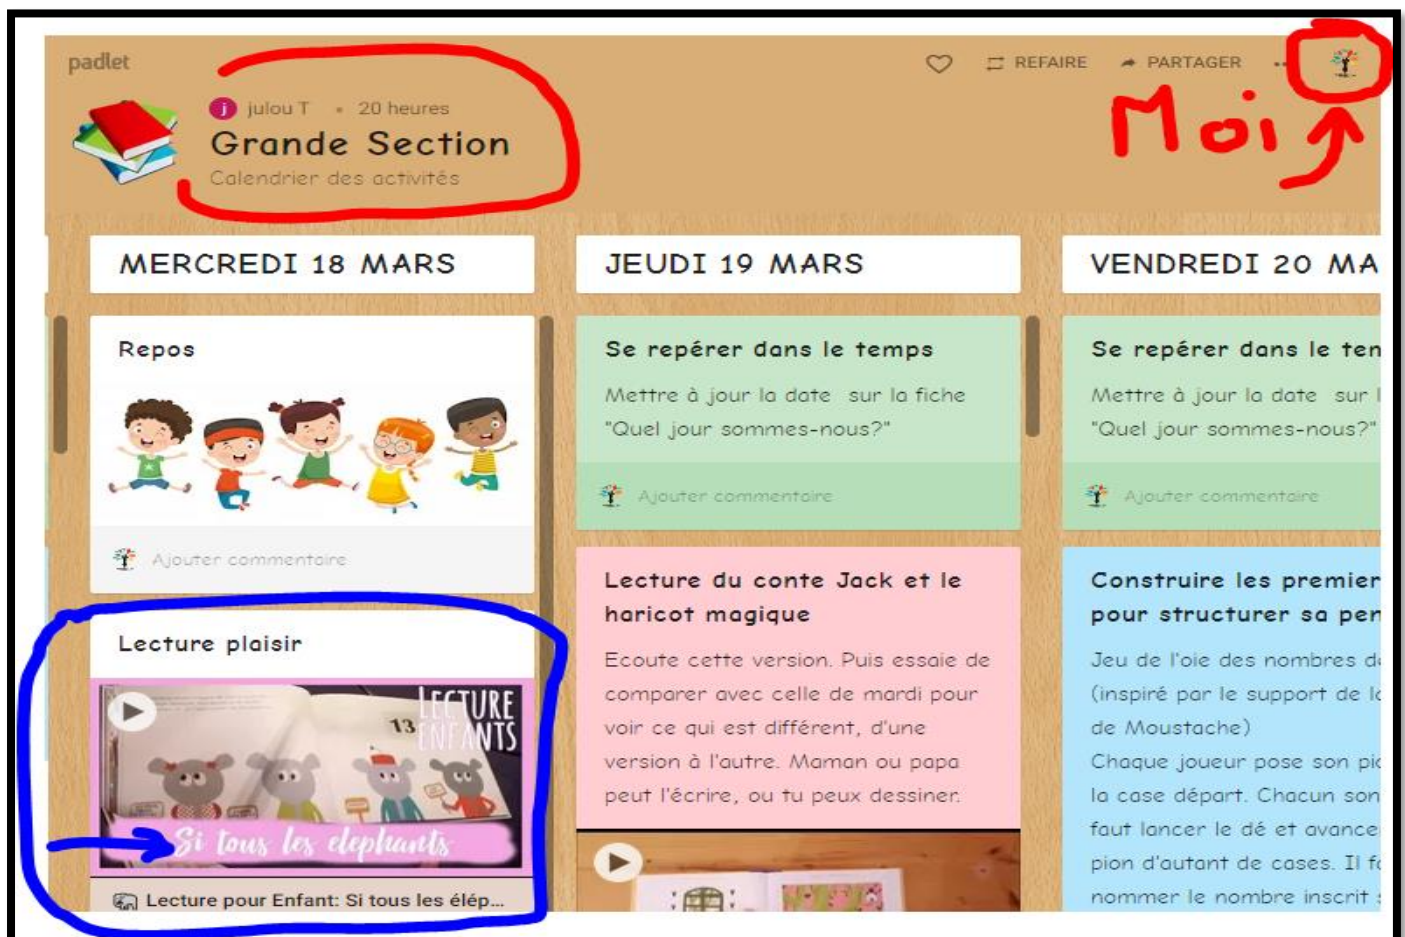 padlet
REFAIRE
PARTAGER
j julou T • 20 heures
Grande Section
Calendrier des activités
Moi
MERCREDI 18 MARS
Repos
Ajouter commentaire
Lecture plaisir
LECTURE
ENFANTS
13
Si tous les elephants
Lecture pour Enfant: Si tous les élép...
JEUDI 19 MARS
Se repérer dans le temps
Mettre à jour la date sur la fiche
"Quel jour sommes-nous?"
Ajouter commentaire
Lecture du conte Jack et le
haricot magique
Ecoute cette version. Puis essaie de
comparer avec celle de mardi pour
voir ce qui est différent, d'une
version à l'autre. Maman ou papa
peut l'écrire, ou tu peux dessiner.
VENDREDI 20 MA
Se repérer dans le ten
Mettre à jour la date sur l
"Quel jour sommes-nous?"
Ajouter commentaire
Construire les premier
pour structurer sa pen
Jeu de l'oie des nombres d
(inspiré par le support de l
de Moustache)
Chaque joueur pose son pi
la case départ. Chacun son
faut lancer le dé et avance
pion d'autant de cases. Il f
nommer le nombre inscrit s